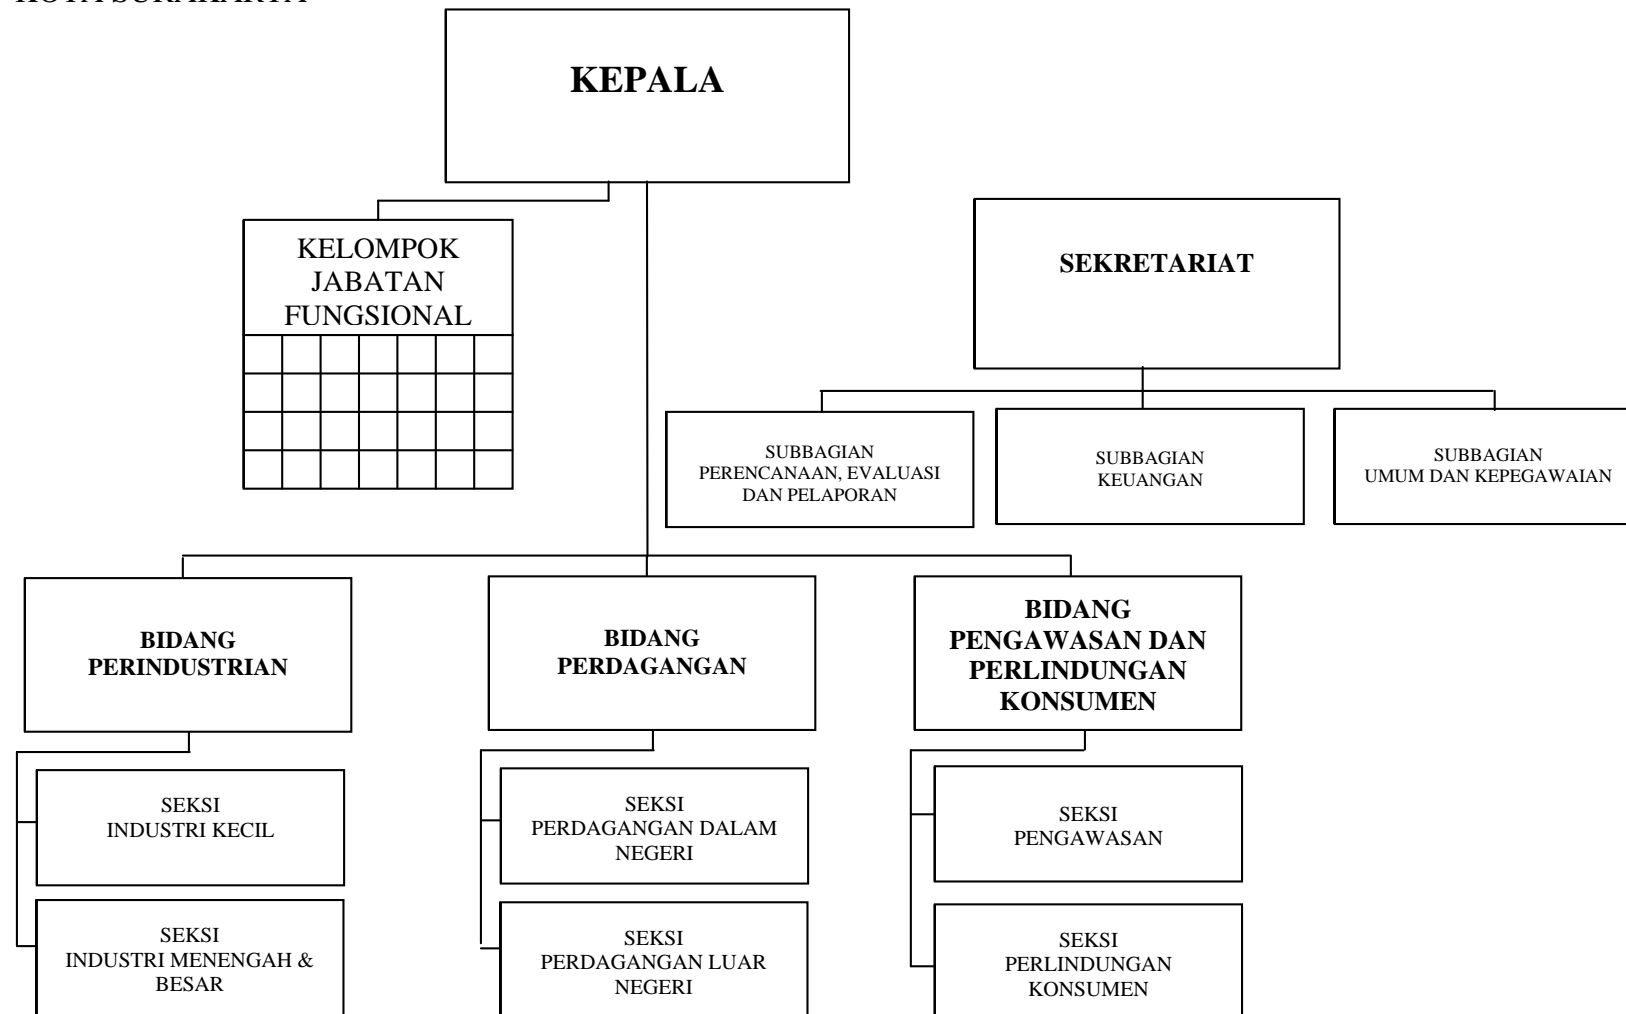 KOTA SURAKARTA
KEPALA
KELOMPOK
JABATAN
FUNGSIONAL
SEKRETARIAT
SUBBAGIAN
PERENCANAAN, EVALUASI
DAN PELAPORAN
SUBBAGIAN
KEUANGAN
SUBBAGIAN
UMUM DAN KEPEGAWAIAN
BIDANG
PERINDUSTRIAN
BIDANG
PERDAGANGAN
BIDANG
PENGAWASAN DAN
PERLINDUNGAN
KONSUMEN
SEKSI
INDUSTRI KECIL
SEKSI
PERDAGANGAN DALAM
NEGERI
SEKSI
PENGAWASAN
SEKSI
INDUSTRI MENENGAH &
BESAR
SEKSI
PERDAGANGAN LUAR
NEGERI
SEKSI
PERLINDUNGAN
KONSUMEN